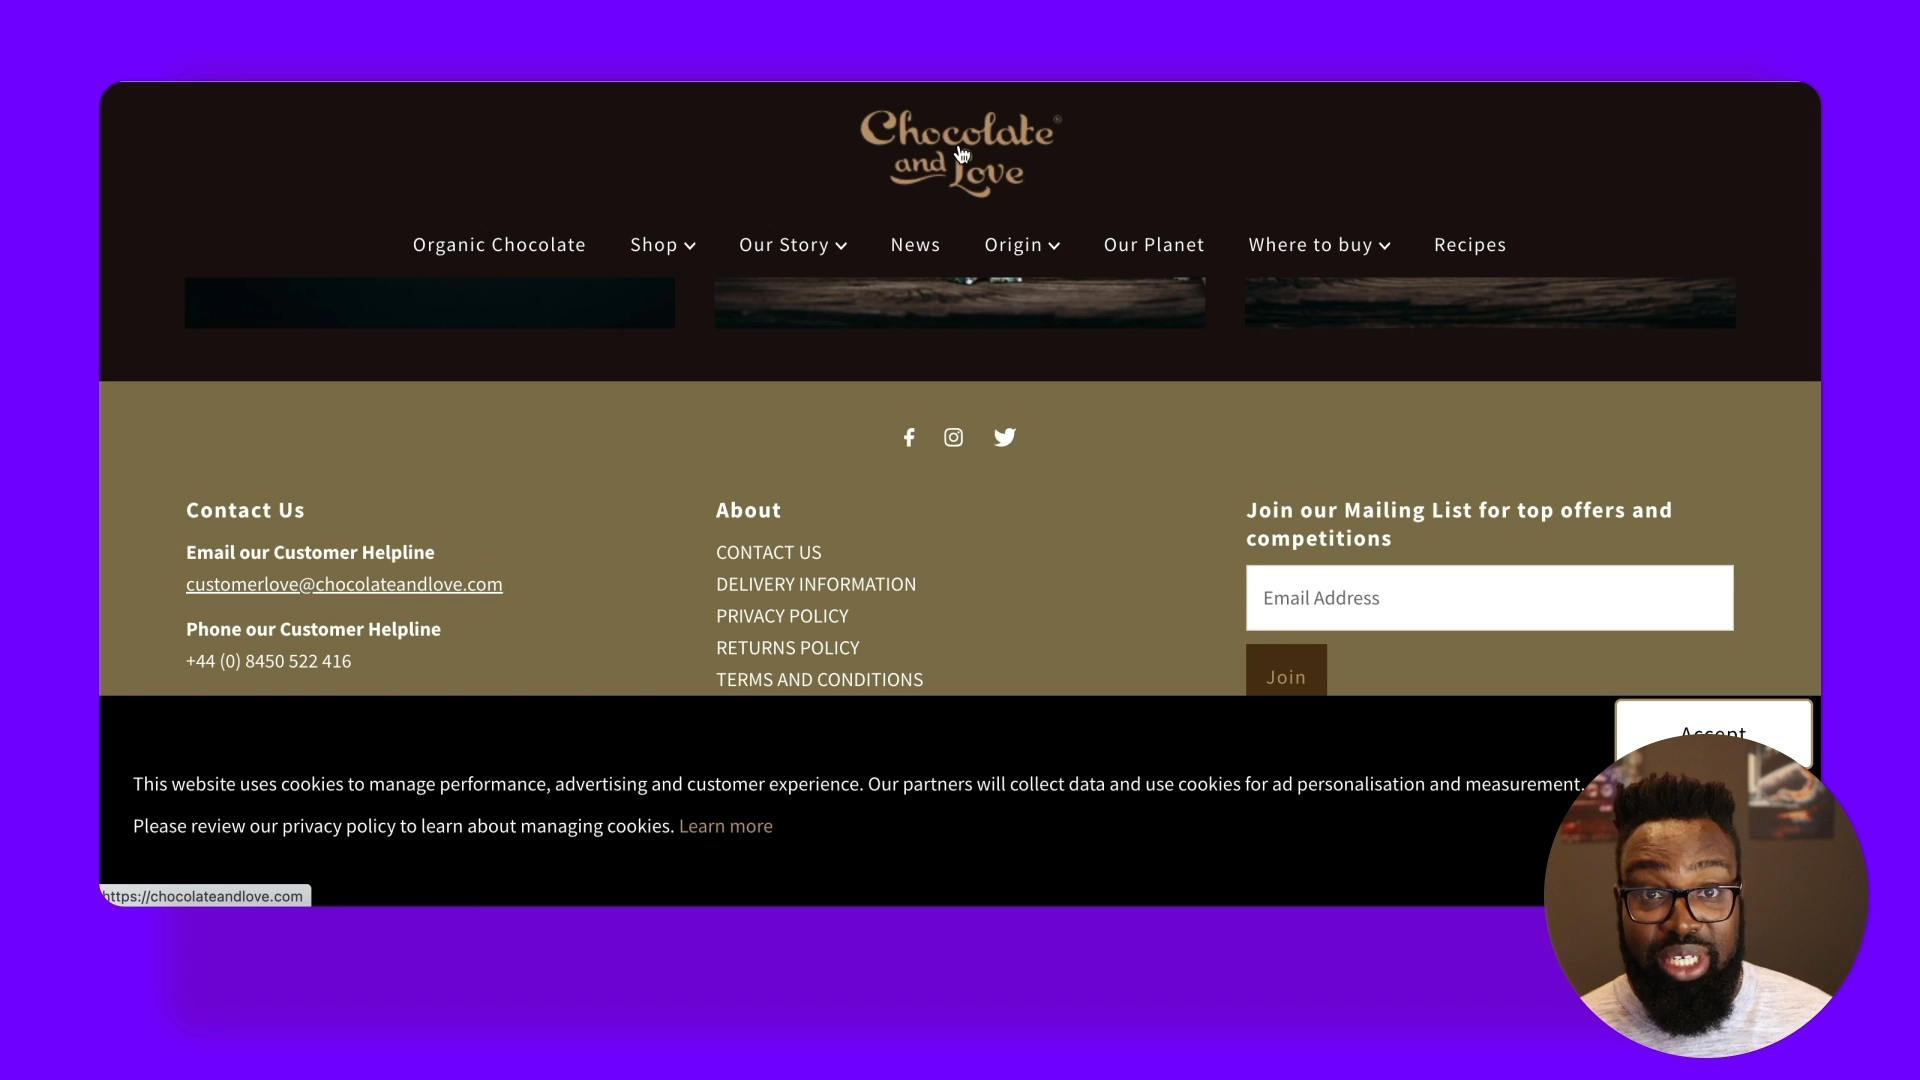 Chocolate®
and Love
Organic Chocolate Shop Our Story News Origin Our Planet Where to buy Recipes
Contact Us
Email our Customer Helpline
customerlove@chocolateandlove.com
Phone our Customer Helpline
+44 (0) 8450 522 416
About
CONTACT US
DELIVERY INFORMATION
PRIVACY POLICY
RETURNS POLICY
TERMS AND CONDITIONS
Join our Mailing List for top offers and
competitions
Email Address
Join
Accept
This website uses cookies to manage performance, advertising and customer experience. Our partners will collect data and use cookies for ad personalisation and measurement.
Please review our privacy policy to learn about managing cookies. Learn more
https://chocolateandlove.com